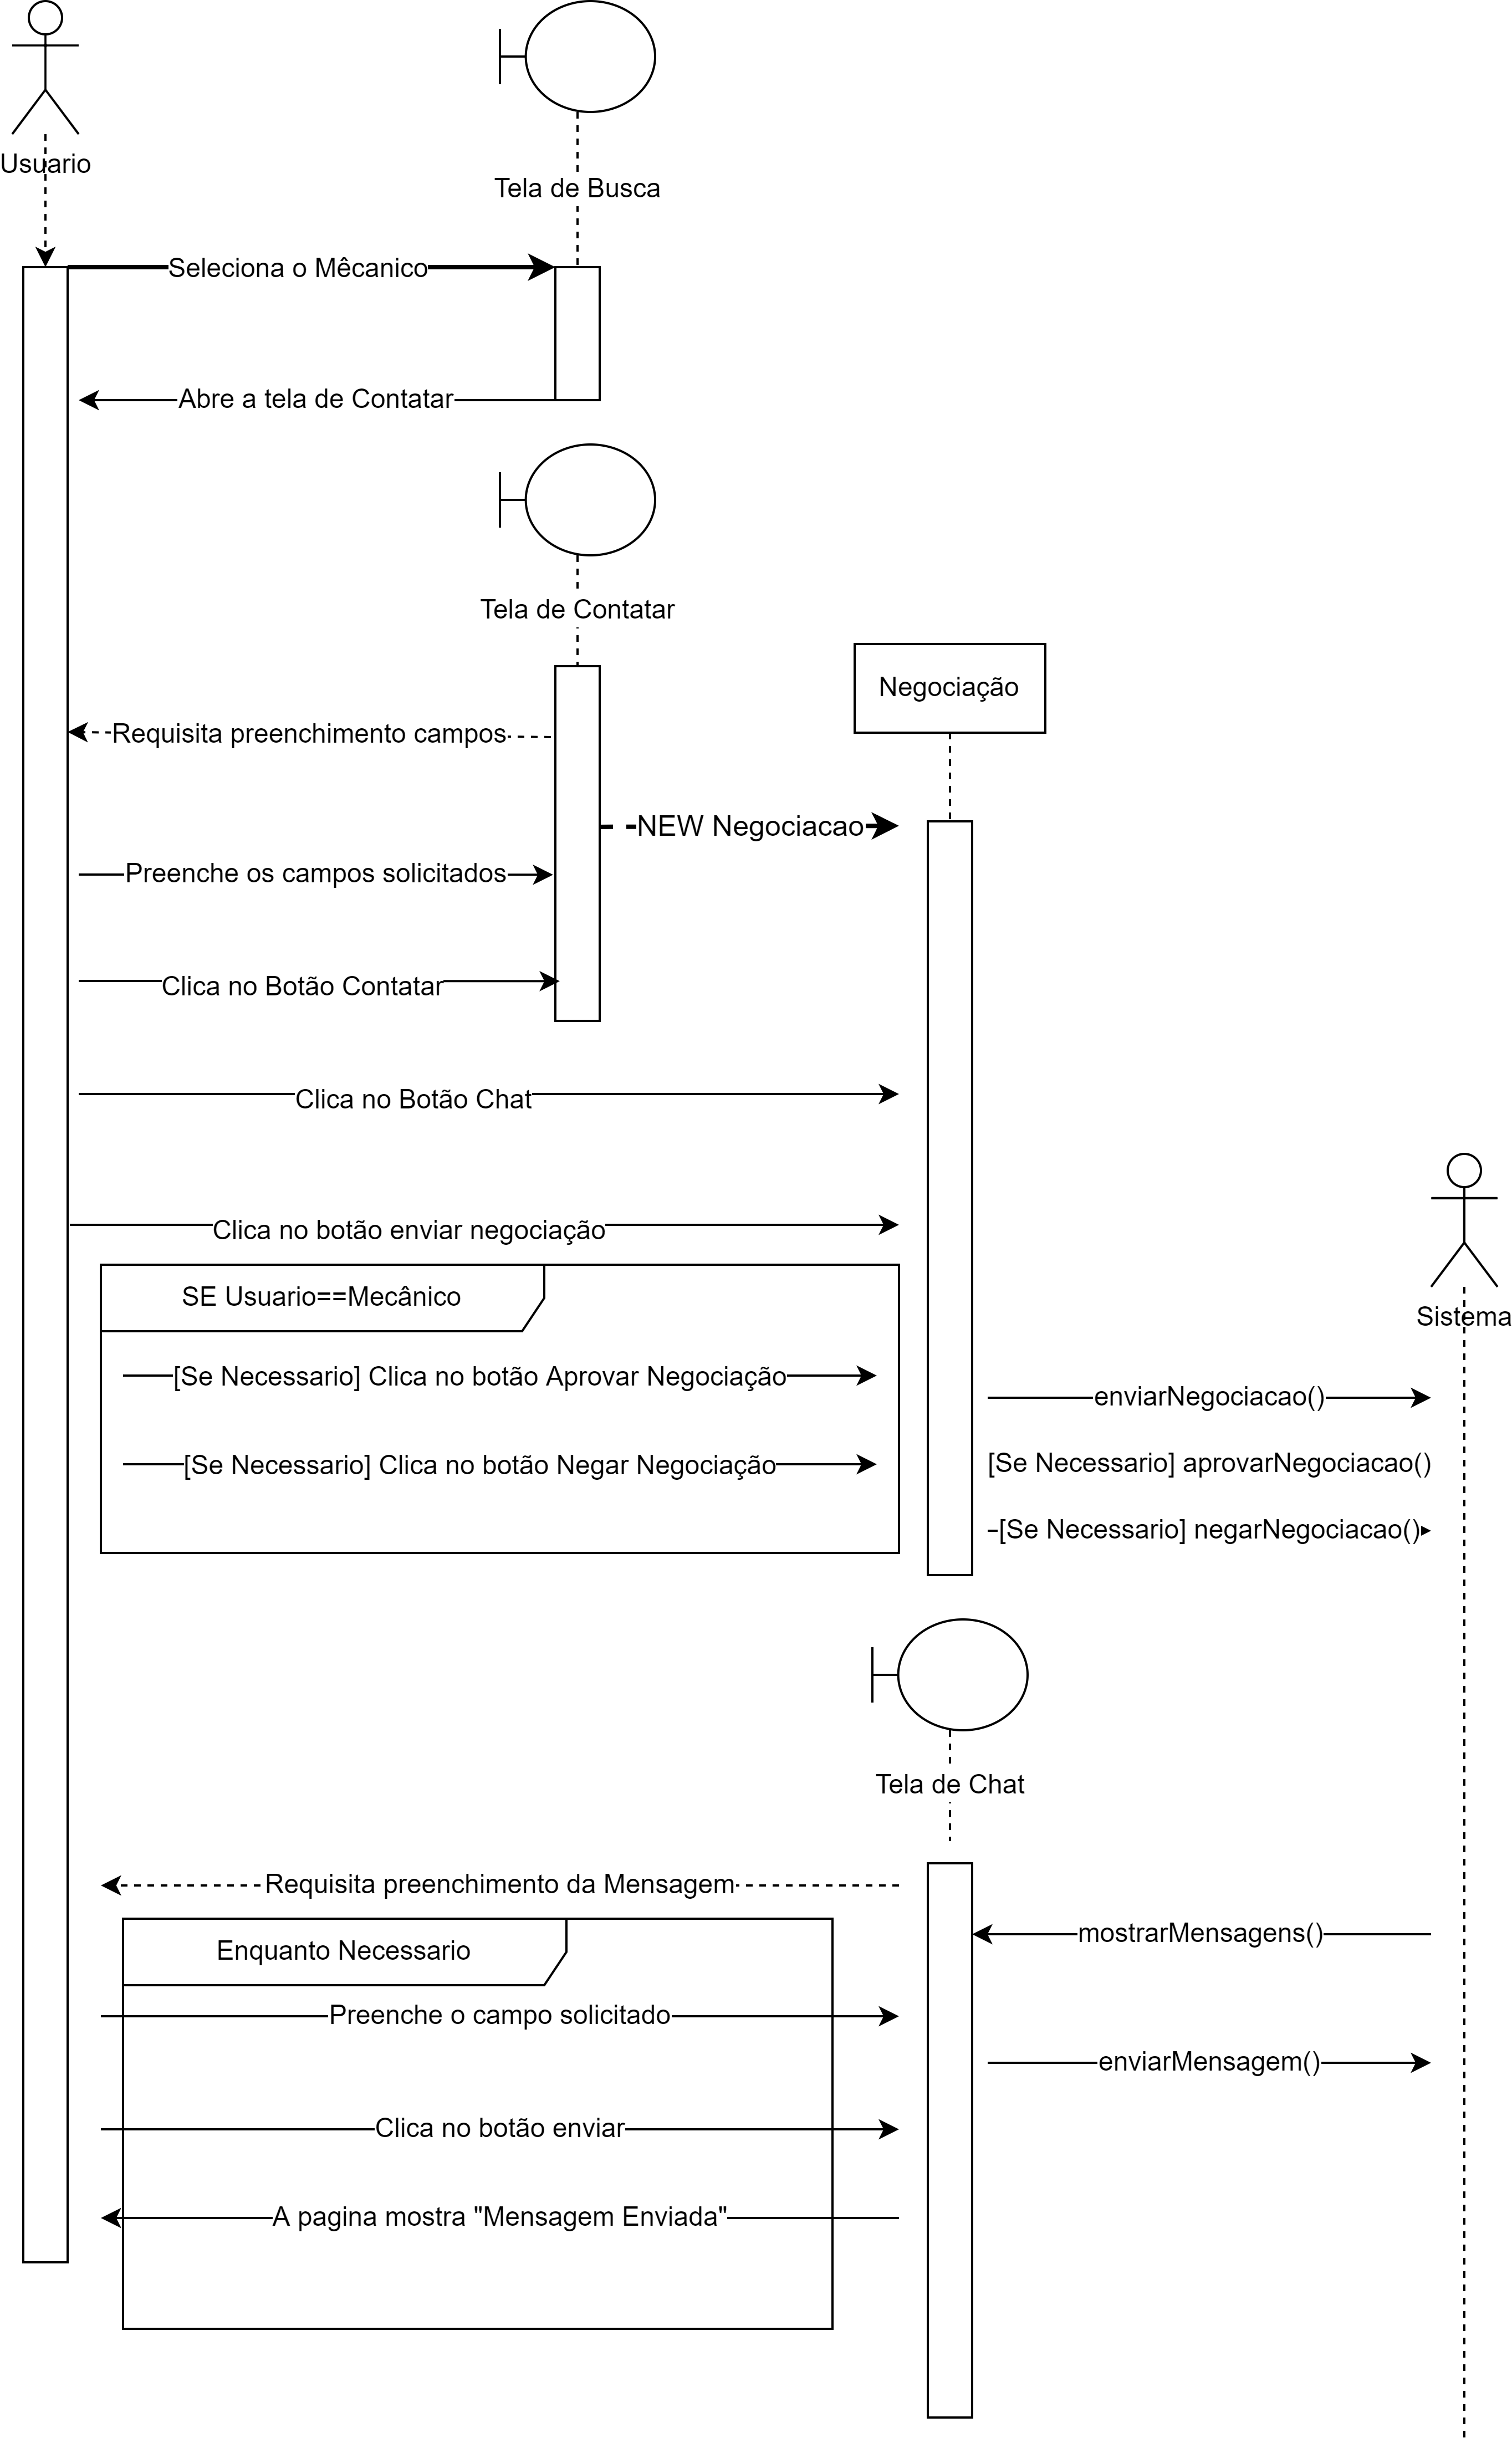 Usuario
Tela de Busca
Seleciona o Mêcanico
Abre a tela de Contatar
Tela de Contatar
Negociação
Requisita preenchimento campos
NEW Negociacao
Preenche os campos solicitados
Clica no Botão Contatar
Clica no Botão Chat
Clica no botão enviar negociação
SE Usuario==Mecânico
Sistema
[Se Necessario] Clica no botão Aprovar Negociação
enviarNegociacao()
[Se Necessario] Clica no botão Negar Negociação
[Se Necessario] aprovarNegociacao()
[Se Necessario] negarNegociacao()
Tela de Chat
Requisita preenchimento da Mensagem
mostrarMensagens()
Enquanto Necessario
Preenche o campo solicitado
enviarMensagem()
Clica no botão enviar
A pagina mostra "Mensagem Enviada"